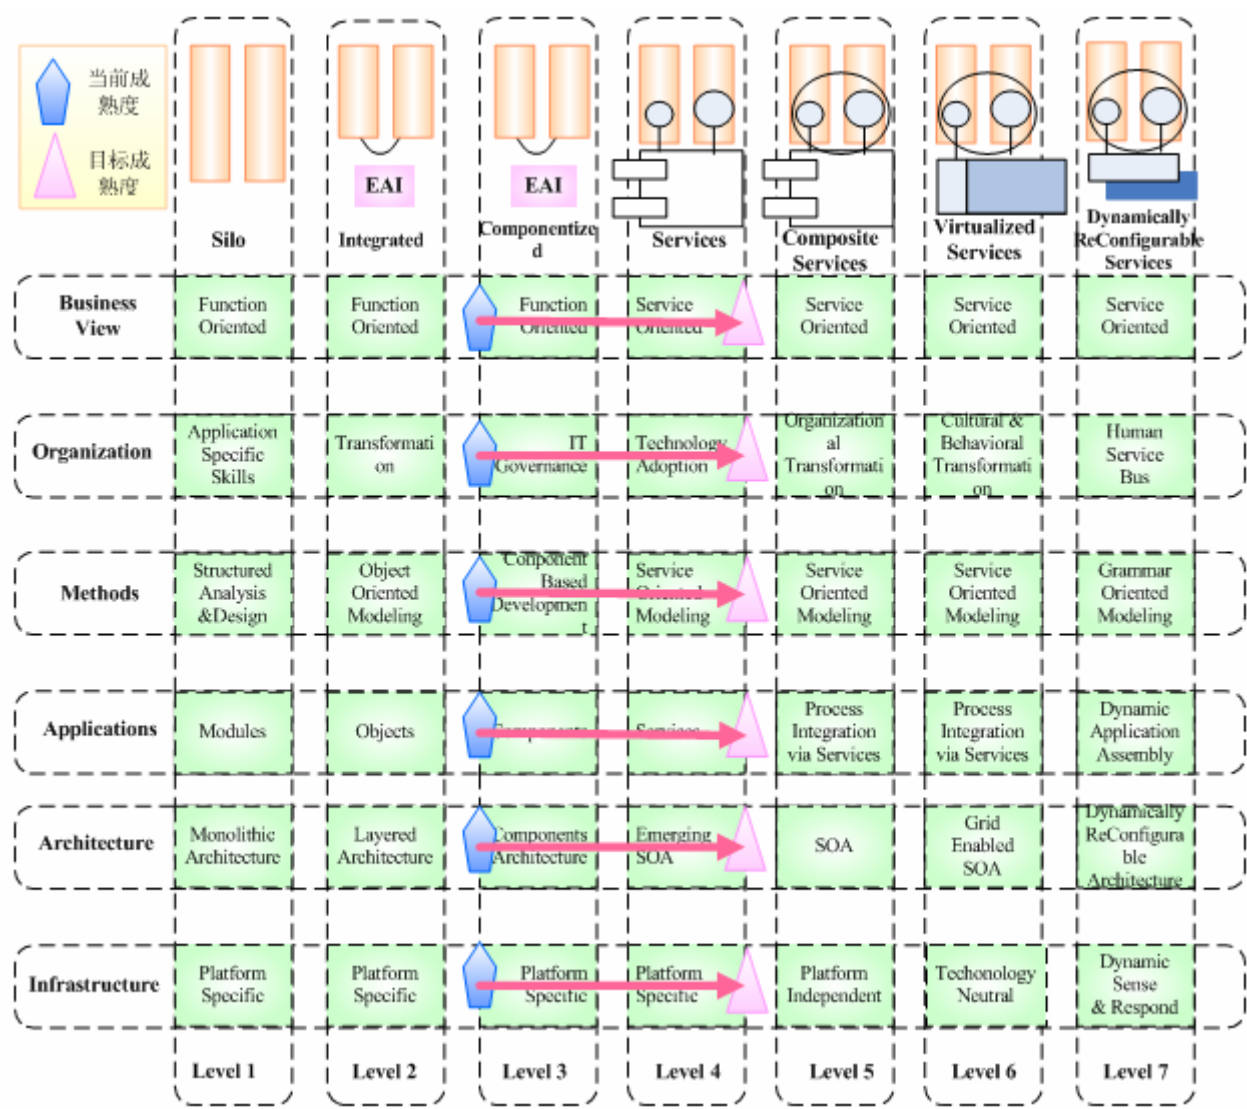 当前成
熟度
目标成
熟度
EAI
EAI
Silo
Integrated
Componentize
d
Services
Composite
Services
Virtualized
Services
Dynamically
ReConfigurable
Services
Business
View
Function
Oriented
Function
Oriented
Function
Oriented
Service
Oriented
Service
Oriented
Service
Oriented
Service
Oriented
Organization
Application
Specific
Skills
Transformati
on
IT
Governance
Technology
Adoption
Organization
al
Transformati
on
Cultural &
Behavioral
Transformati
on
Human
Service
Bus
Methods
Structured
Analysis
&Design
Object
Oriented
Modeling
Conponent
Based
Developmen
t
Service
Oriented
Modeling
Service
Oriented
Modeling
Service
Oriented
Modeling
Grammar
Oriented
Modeling
Applications
Modules
Objects
Components
Services
Process
Integration
via Services
Process
Integration
via Services
Dynamic
Application
Assembly
Architecture
Monolithic
Architecture
Layered
Architecture
Components
Architecture
Emerging
SOA
SOA
Grid
Enabled
SOA
Dynamically
ReConfigura
ble
Architecture
Infrastructure
Platform
Specific
Platform
Specific
Platform
Specific
Platform
Specific
Platform
Independent
Techonology
Neutral
Dynamic
Sense
& Respond
Level 1
Level 2
Level 3
Level 4
Level 5
Level 6
Level 7